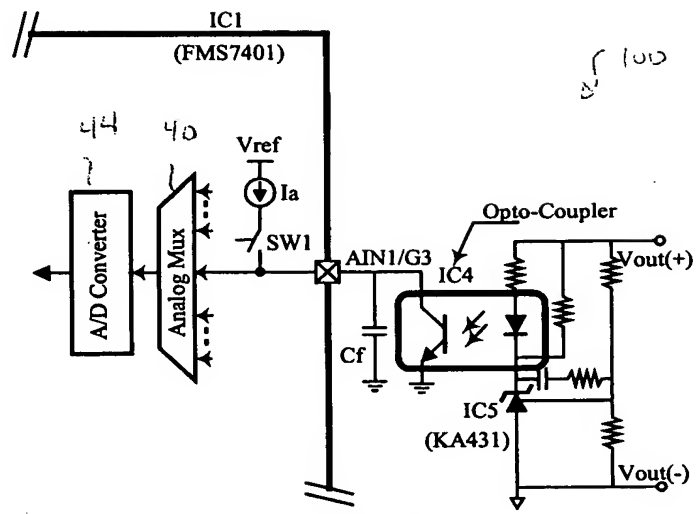 IC1
(FMS7401)
100
44
40
Vref
Ia
Opto-Coupler
SW1
AIN1/G3
IC4
Vout(+)
A/D Converter
Analog Mux
Cf
IC5
(KA431)
Vout(-)